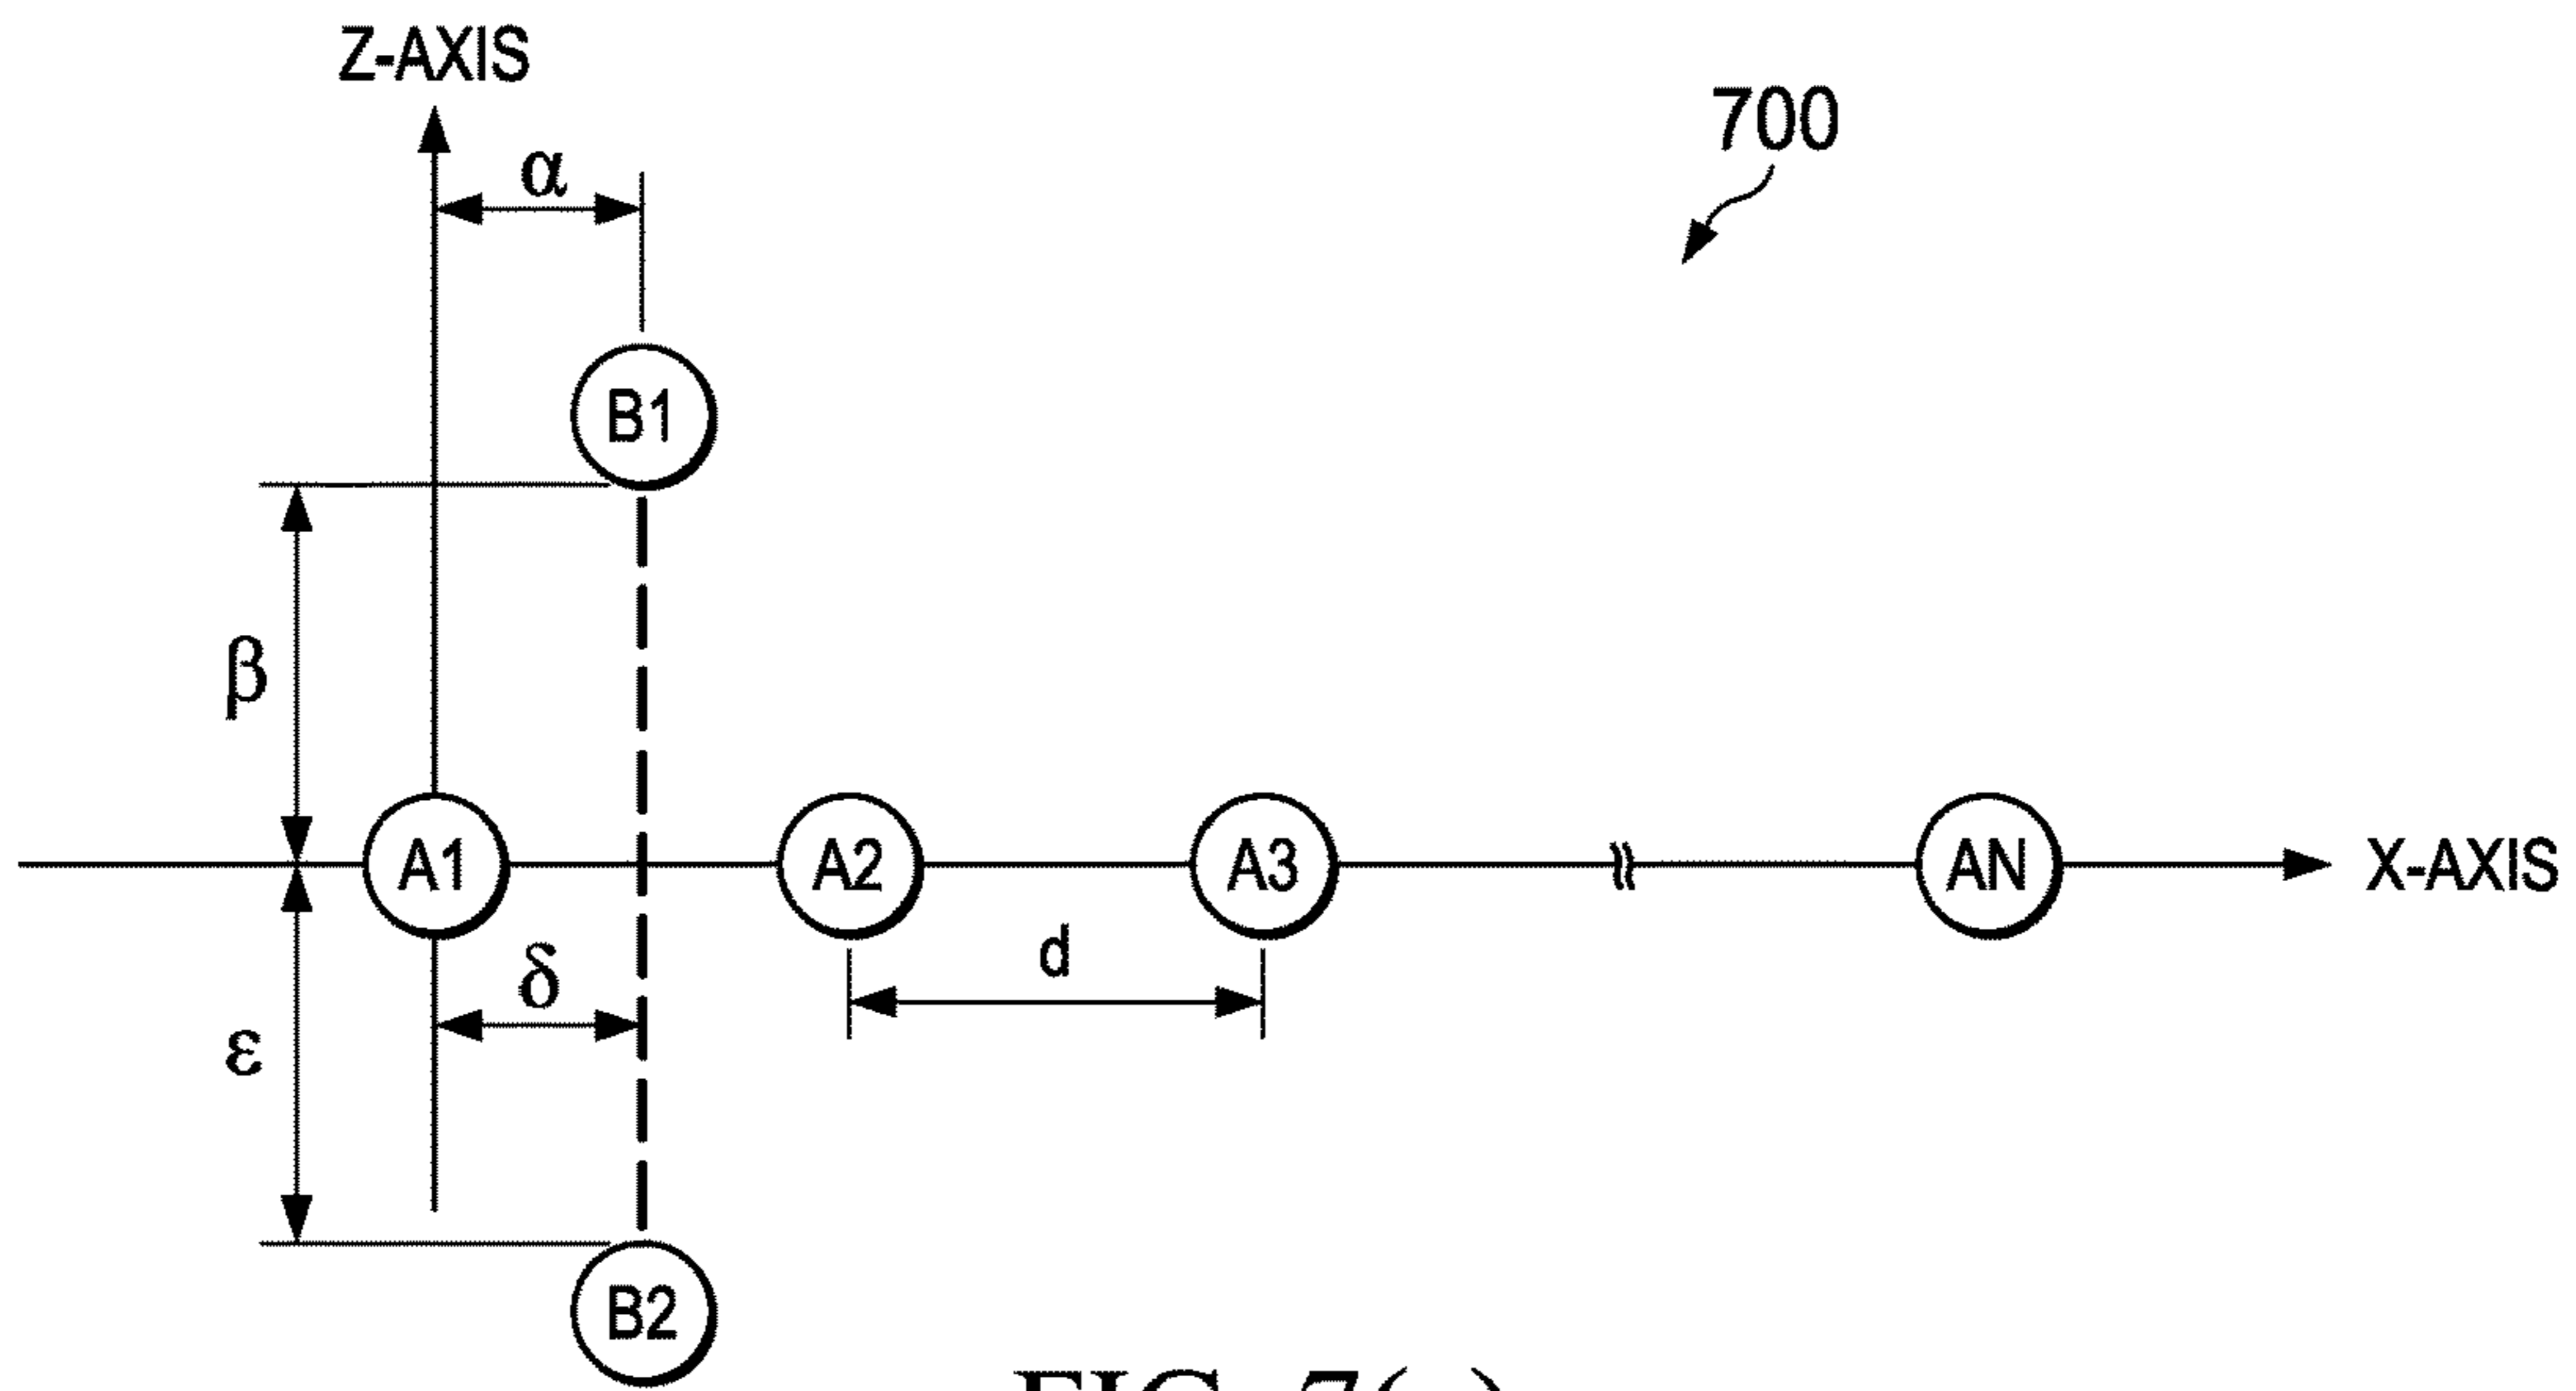 Z-AXIS
700
α
B1
β
A1
A2
A3
AN
X-AXIS
δ
d
ε
B2